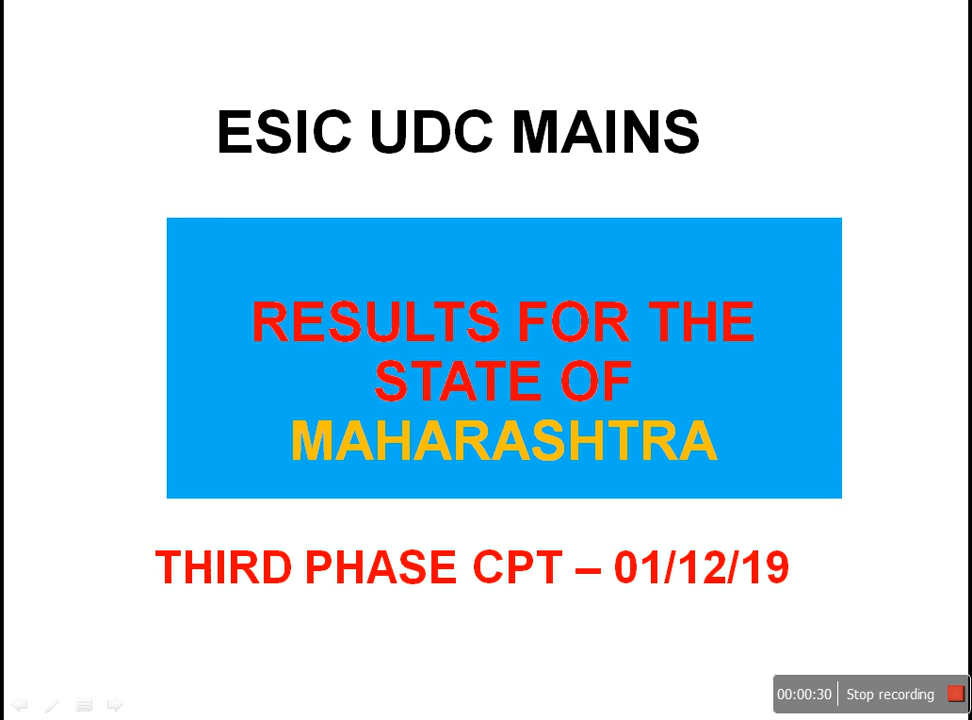 ESIC UDC MAINS
RESULTS FOR THE
STATE OF
MAHARASHTRA
THIRD PHASE CPT – 01/12/19
00:00:30 Stop recording